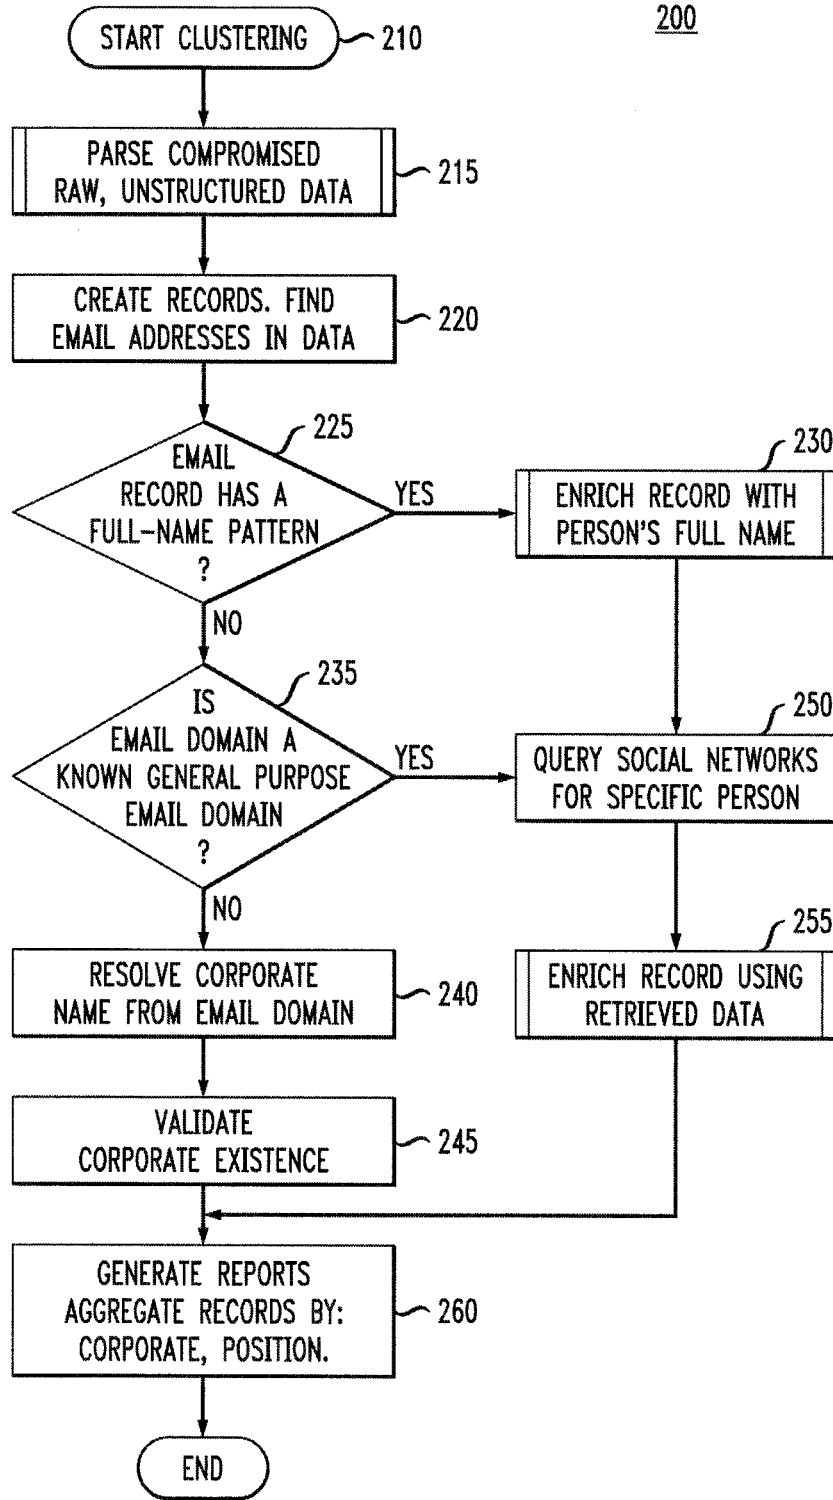 200
START CLUSTERING
210
PARSE COMPROMISED
RAW, UNSTRUCTURED DATA
215
CREATE RECORDS. FIND
EMAIL ADDRESSES IN DATA
220
225
EMAIL
RECORD HAS A
FULL-NAME PATTERN
?
YES
NO
230
ENRICH RECORD WITH
PERSON'S FULL NAME
235
IS
EMAIL DOMAIN A
KNOWN GENERAL PURPOSE
EMAIL DOMAIN
?
YES
NO
250
QUERY SOCIAL NETWORKS
FOR SPECIFIC PERSON
255
ENRICH RECORD USING
RETRIEVED DATA
RESOLVE CORPORATE
NAME FROM EMAIL DOMAIN
240
VALIDATE
CORPORATE EXISTENCE
245
GENERATE REPORTS
AGGREGATE RECORDS BY:
CORPORATE, POSITION.
260
END